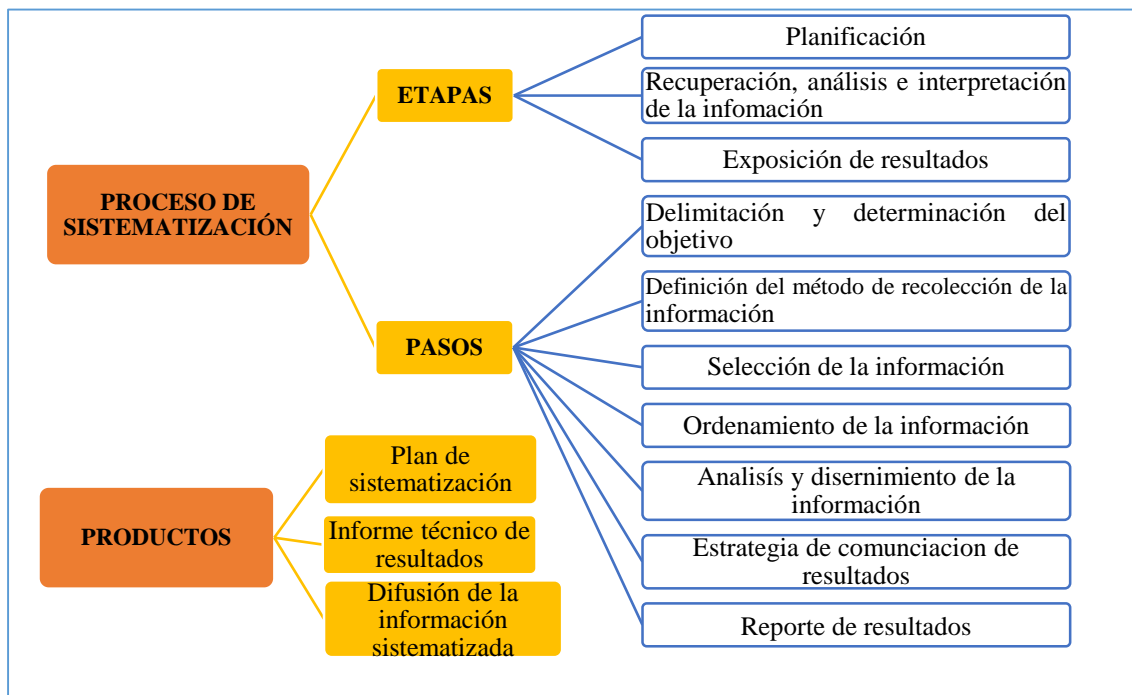 PROCESO DE
SISTEMATIZACIÓN
ETAPAS
Planificación
Recuperación, análisis e interpretación
de la infomación
Exposición de resultados
PASOS
Delimitación y determinación del
objetivo
Definición del método de recolección de la
información
Selección de la información
Ordenamiento de la información
Analisís y disernimiento de la
información
Estrategia de comunciacion de
resultados
Reporte de resultados
PRODUCTOS
Plan de
sistematización
Informe técnico de
resultados
Difusión de la
información
sistematizada